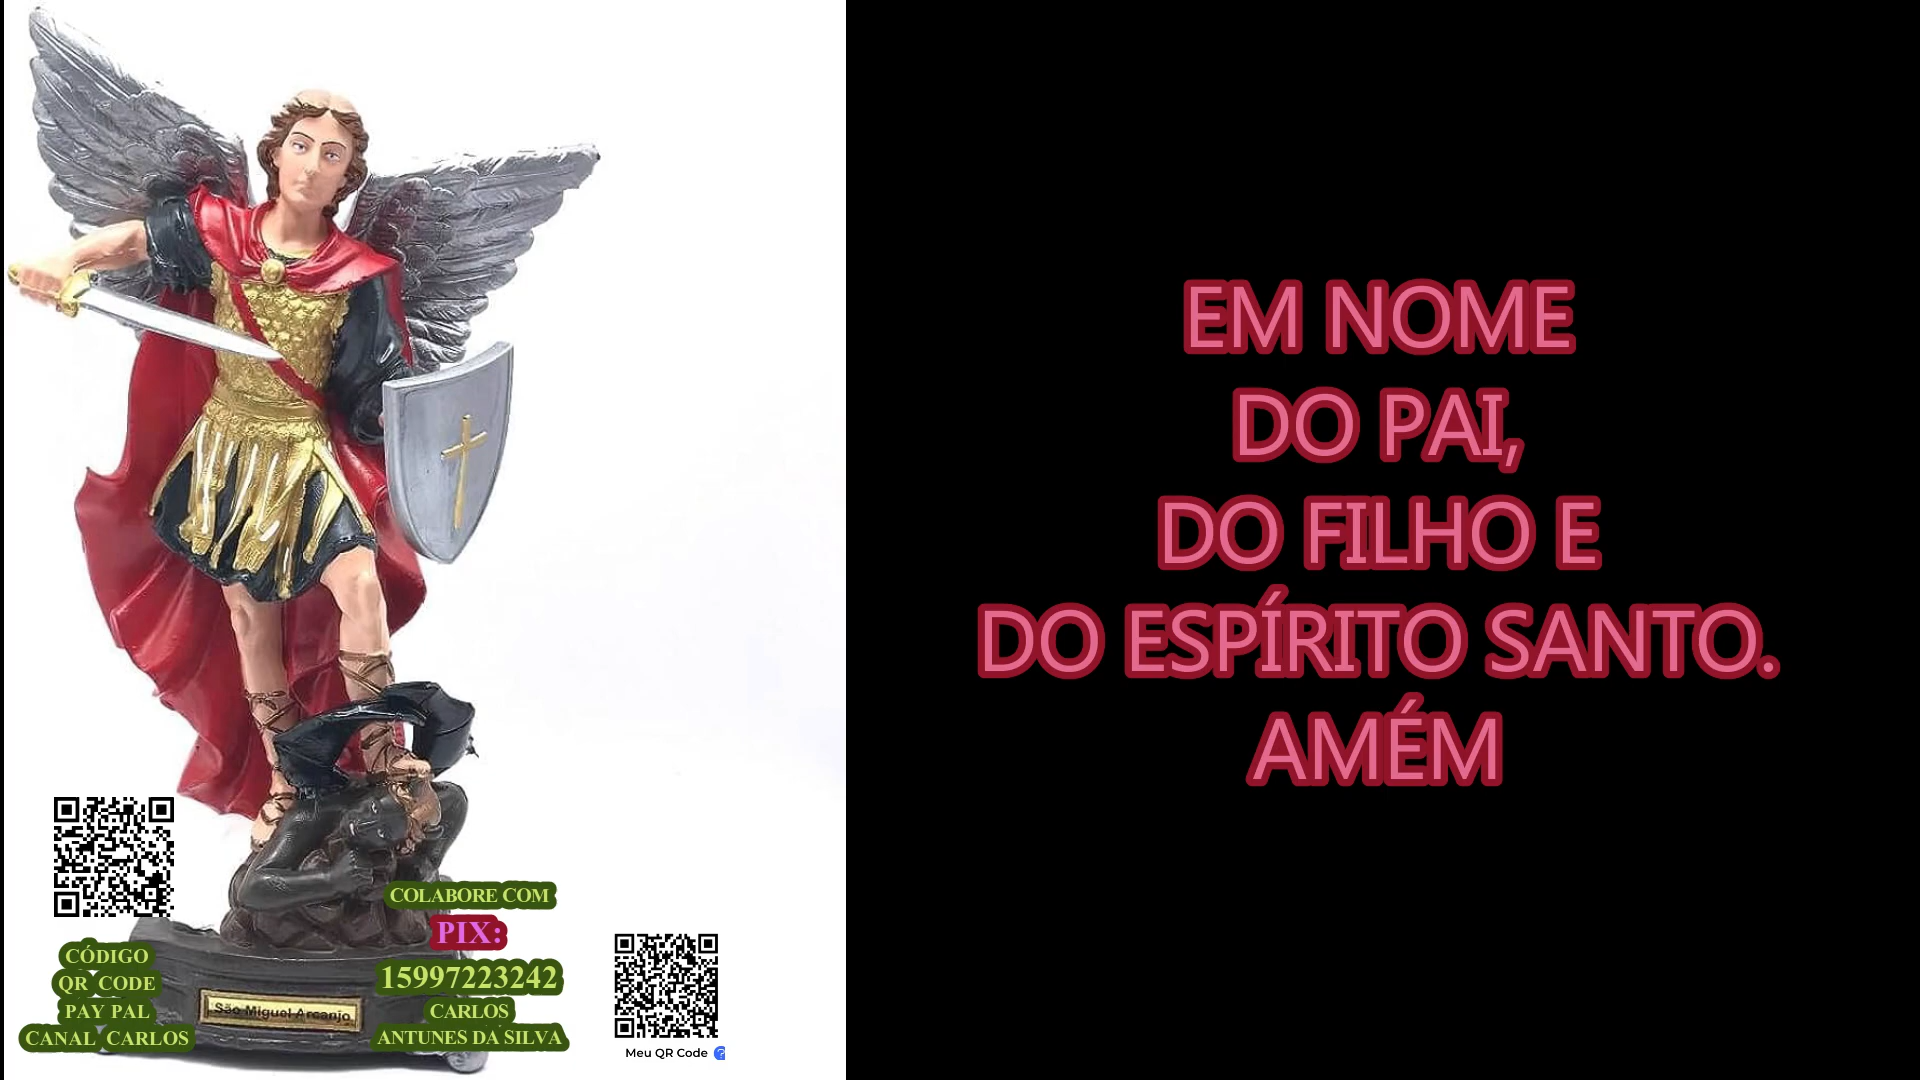 EM NOME
DO PAI,
DO FILHO E
DO ESPÍRITO SANTO.
AMÉM
COLABORE COM
PIX:
15997223242
CARLOS
ANTUNES DA SILVA
CÓDIGO
QR CODE
PAY PAL
CANAL CARLOS
São Miguel Arcanjo
Meu QR Code ?